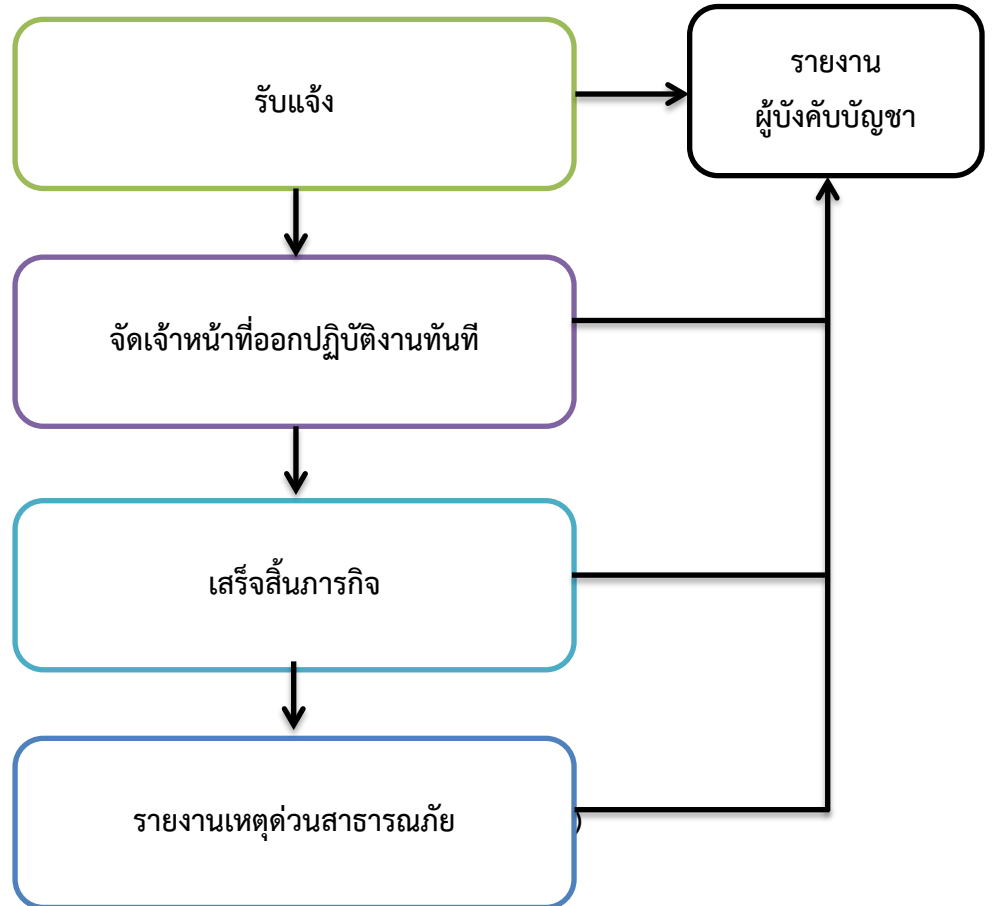 รับแจ้ง
รายงาน
ผู้บังคับบัญชา
จัดเจ้าหน้าที่ออกปฏิบัติงานทันที
เสร็จสิ้นภารกิจ
รายงานเหตุด่วนสาธารณภัย
)